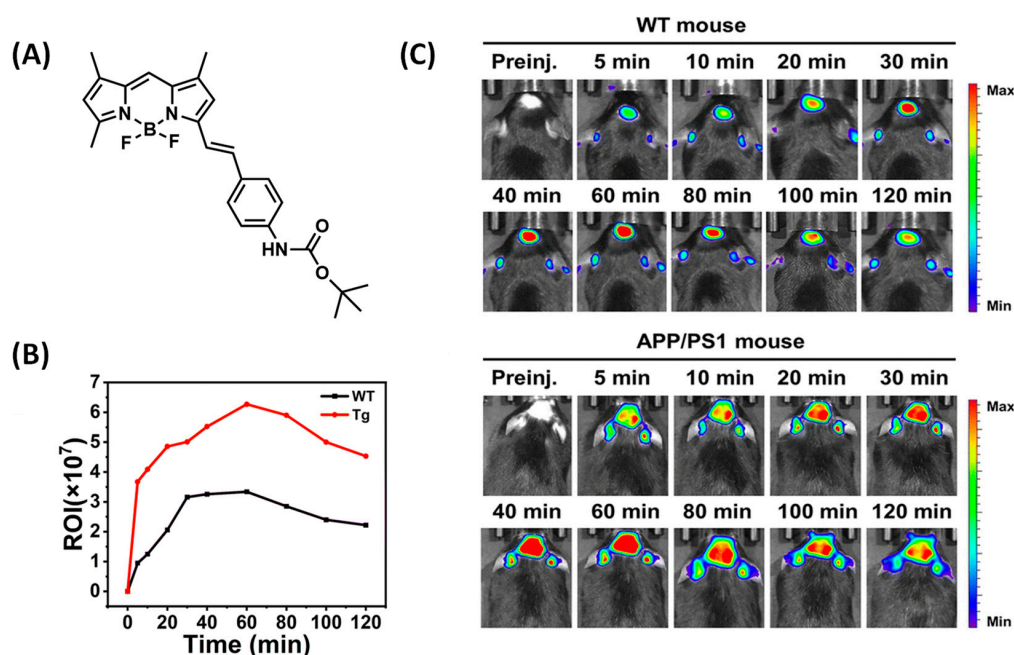 (A)
N
N
B
F
F
HN
O
O
(B)
7
6
5
4
3
2
1
0
ROI(×10⁷)
WT
Tg
0 20 40 60 80 100 120
Time (min)
(C)
WT mouse
Preinj. 5 min 10 min 20 min 30 min
40 min 60 min 80 min 100 min 120 min
Max
Min
APP/PS1 mouse
Preinj. 5 min 10 min 20 min 30 min
40 min 60 min 80 min 100 min 120 min
Max
Min